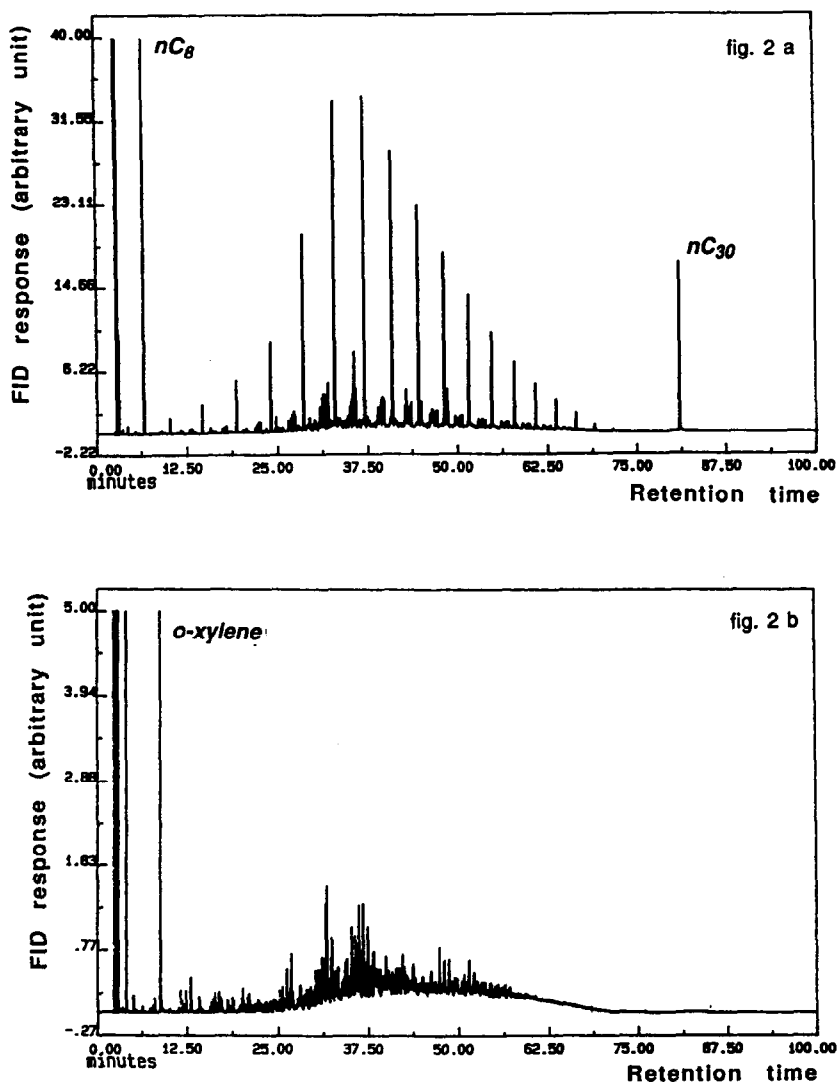 fig. 2 a
nC8
nC30
FID response (arbitrary unit)
40.00
31.55
23.11
14.66
6.22
-2.22
0.00 12.50 25.00 37.50 50.00 62.50 75.00 87.50 100.00
minutes
Retention time
fig. 2 b
o-xylene
FID response (arbitrary unit)
5.00
3.94
2.88
1.83
.77
-.27
0.00 12.50 25.00 37.50 50.00 62.50 75.00 87.50 100.00
minutes
Retention time